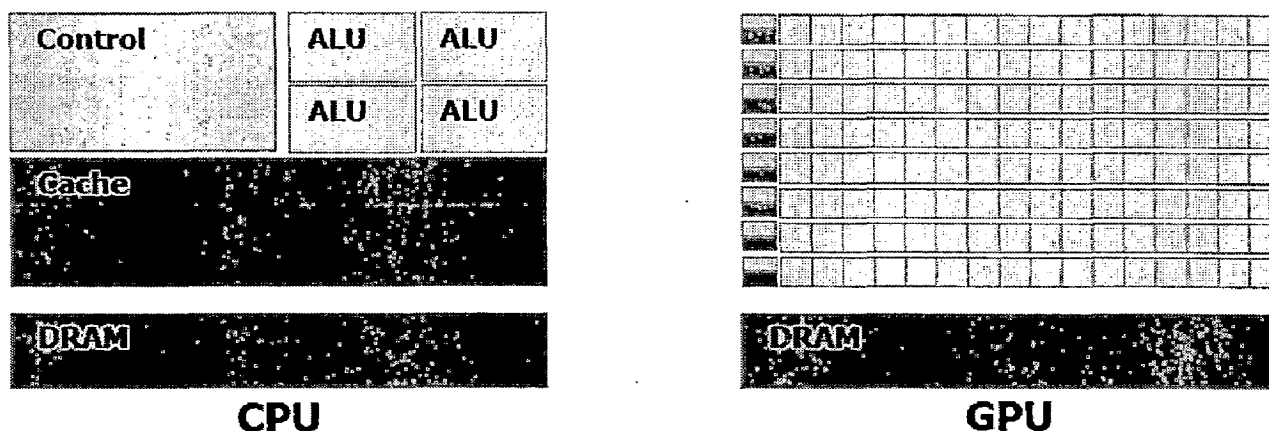 Control
ALU ALU
ALU ALU
Cache
DRAM
CPU
DRAM
GPU